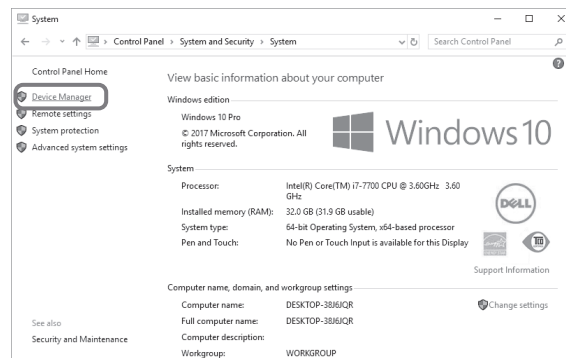 System
Control Panel > System and Security > System
Search Control Panel
Control Panel Home
Device Manager
Remote settings
System protection
Advanced system settings
See also
Security and Maintenance
View basic information about your computer
Windows edition
Windows 10 Pro
© 2017 Microsoft Corporation. All
rights reserved.
Windows 10
System
Processor: Intel(R) Core(TM) i7-7700 CPU @ 3.60GHz 3.60
GHz
Installed memory (RAM): 32.0 GB (31.9 GB usable)
System type: 64-bit Operating System, x64-based processor
Pen and Touch: No Pen or Touch Input is available for this Display
DELL
Support Information
Computer name, domain, and workgroup settings
Computer name: DESKTOP-38J6JQR
Change settings
Full computer name: DESKTOP-38J6JQR
Computer description:
Workgroup: WORKGROUP